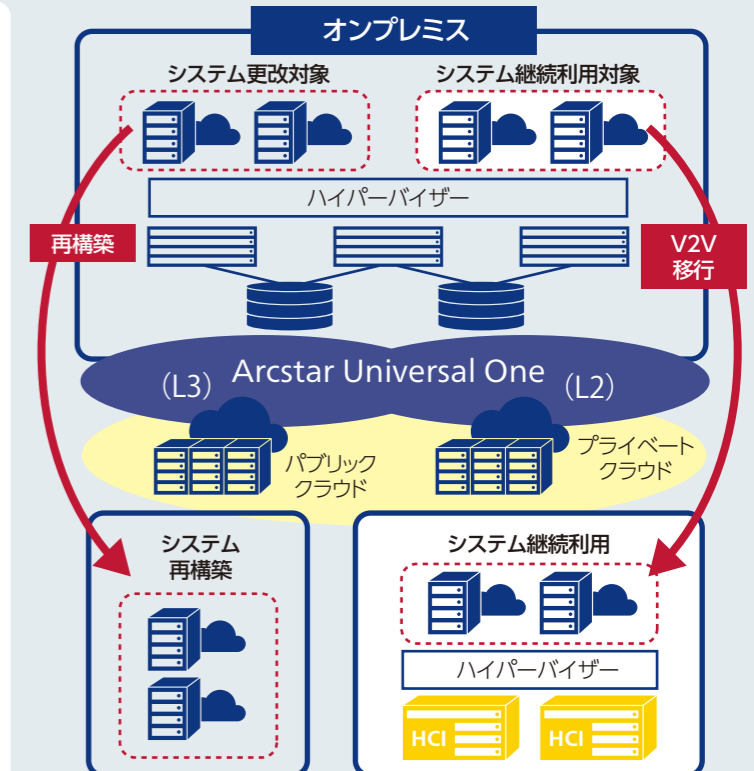 オンプレミス
システム更改対象
システム継続利用対象
ハイパーバイザー
再構築
V2V
移行
(L3)
Arcstar Universal One
(L2)
パブリック
クラウド
プライベート
クラウド
システム
再構築
システム継続利用
ハイパーバイザー
HCI
HCI